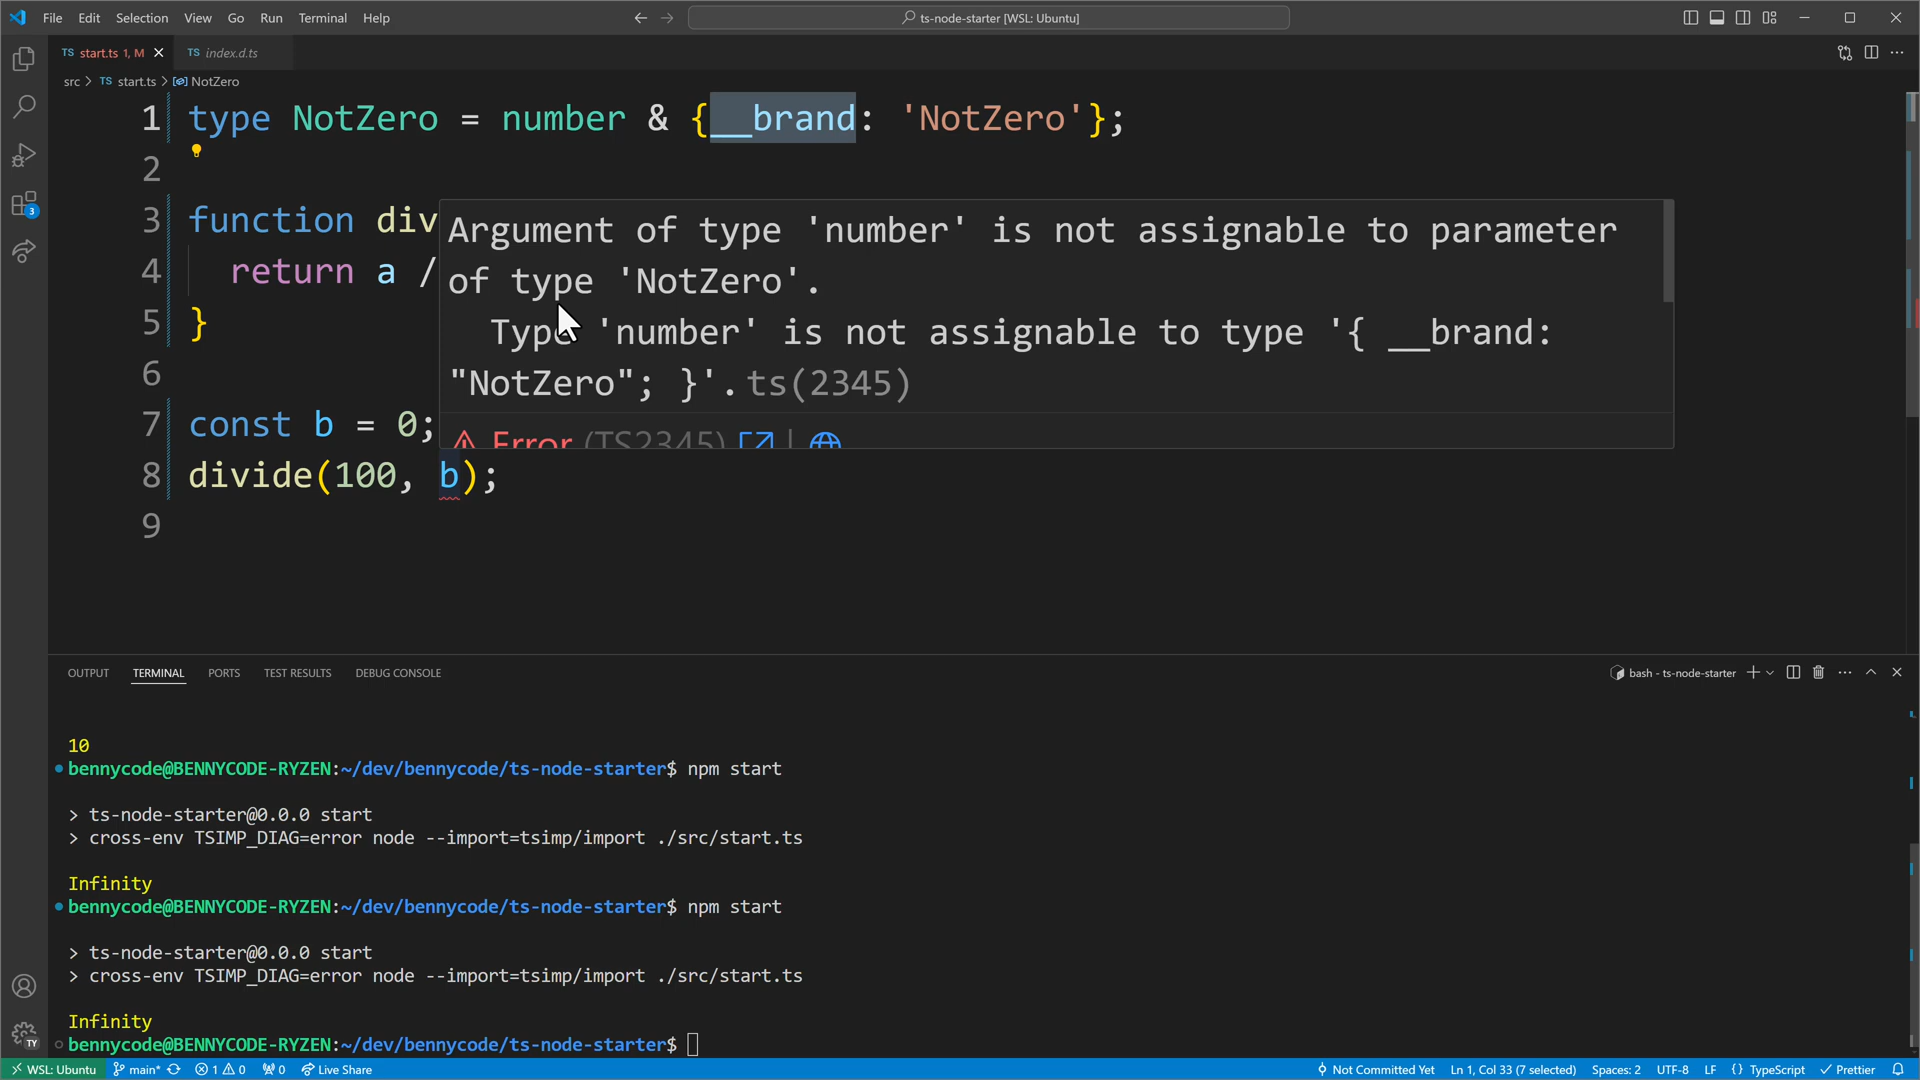 File Edit Selection View Go Run Terminal Help ts-node-starter [WSL: Ubuntu]
TS start.ts 1, M TS index.d.ts
src > TS start.ts > NotZero
1 type NotZero = number & {__brand: 'NotZero'};
2
3 function div
4 return a /
5 }
6
7 const b = 0;
8 divide(100, b);
9
Argument of type 'number' is not assignable to parameter
of type 'NotZero'.
Type 'number' is not assignable to type '{ __brand:
"NotZero"; }'. ts(2345)
Error (TS2345) |
3
OUTPUT TERMINAL PORTS TEST RESULTS DEBUG CONSOLE bash - ts-node-starter
10
bennycode@BENNYCODE-RYZEN:~/dev/bennycode/ts-node-starter$ npm start
> ts-node-starter@0.0.0 start
> cross-env TSIMP_DIAG=error node --import=tsimp/import ./src/start.ts
Infinity
bennycode@BENNYCODE-RYZEN:~/dev/bennycode/ts-node-starter$ npm start
> ts-node-starter@0.0.0 start
> cross-env TSIMP_DIAG=error node --import=tsimp/import ./src/start.ts
Infinity
bennycode@BENNYCODE-RYZEN:~/dev/bennycode/ts-node-starter$
TY
WSL: Ubuntu main* 1 0 0 Live Share Not Committed Yet Ln 1, Col 33 (7 selected) Spaces: 2 UTF-8 LF {} TypeScript Prettier